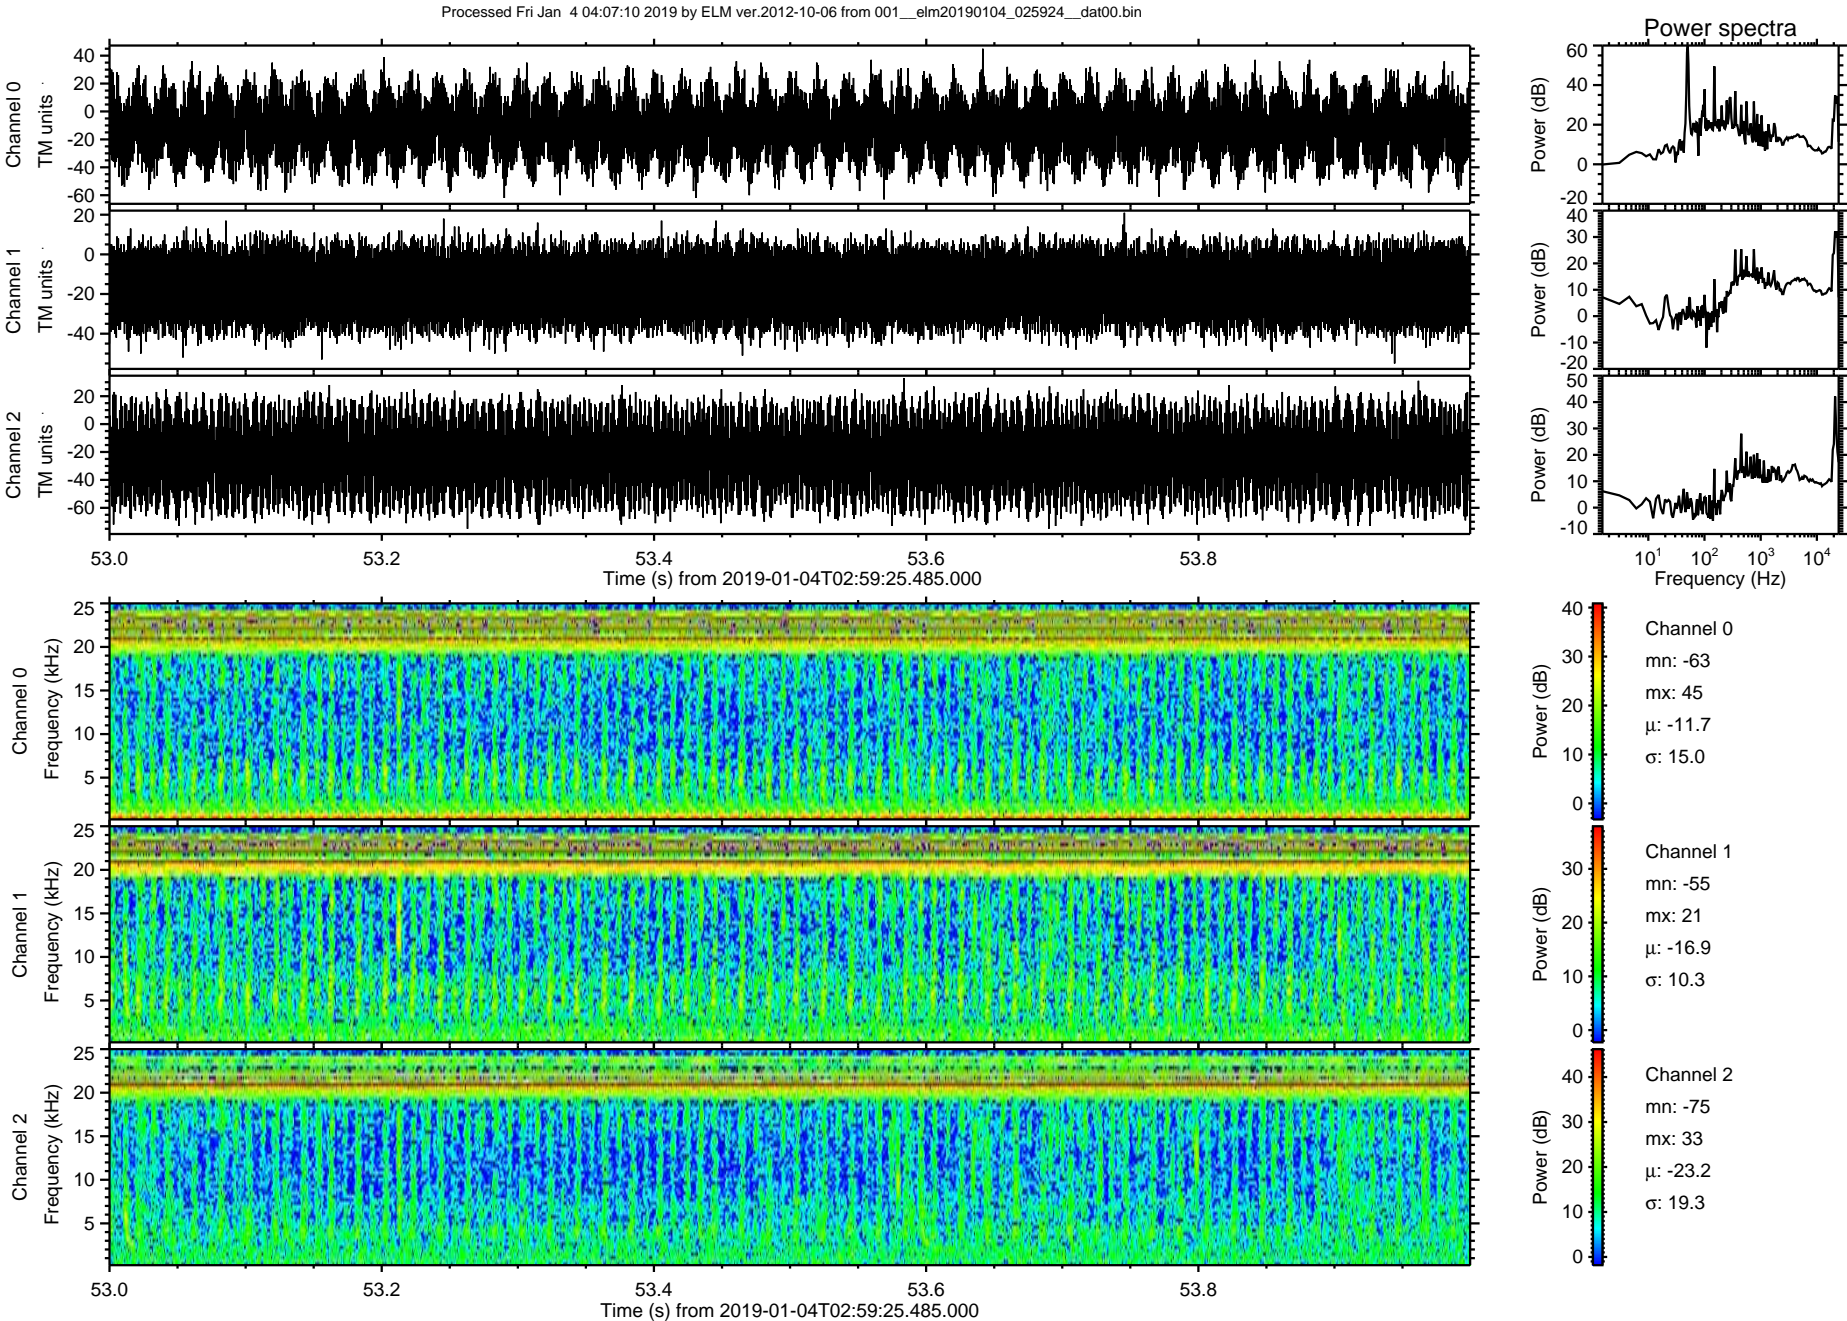 Processed Fri Jan  4 04:07:10 2019 by ELM ver.2012-10-06 from 001__elm20190104_025924__dat00.bin
Power spectra
Channel 0
TM units
40
20
0
-20
-40
-60
Power (dB)
60
40
20
0
-20
Channel 1
TM units
20
0
-20
-40
Power (dB)
40
30
20
10
0
-10
-20
Channel 2
TM units
20
0
-20
-40
-60
Power (dB)
50
40
30
20
10
0
-10
53.0 53.2 53.4 53.6 53.8
Time (s) from 2019-01-04T02:59:25.485.000
10¹ 10² 10³ 10⁴
Frequency (Hz)
Channel 0
Frequency (kHz)
25
20
15
10
5
Power (dB)
40
30
20
10
0
Channel 0
mn: -63
mx: 45
μ: -11.7
σ: 15.0
Channel 1
Frequency (kHz)
25
20
15
10
5
Power (dB)
30
20
10
0
Channel 1
mn: -55
mx: 21
μ: -16.9
σ: 10.3
Channel 2
Frequency (kHz)
25
20
15
10
5
Power (dB)
40
30
20
10
0
Channel 2
mn: -75
mx: 33
μ: -23.2
σ: 19.3
53.0 53.2 53.4 53.6 53.8
Time (s) from 2019-01-04T02:59:25.485.000